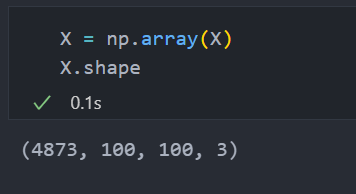 X = np.array(X)
X.shape
0.1s
(4873, 100, 100, 3)